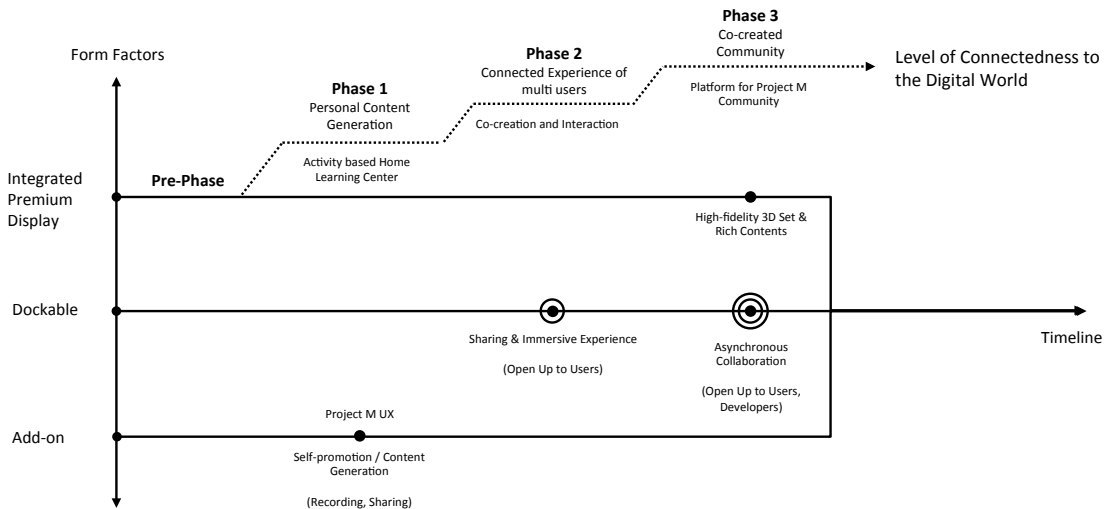 Phase 3
Co-created
Community
Phase 2
Form Factors
Connected Experience of
multi users
Level of Connectedness to
the Digital World
Phase 1
Personal Content
Generation
Platform for Project M
Community
Co-creation and Interaction
Activity based Home
Learning Center
Pre-Phase
Integrated
Premium
Display
High-fidelity 3D Set &
Rich Contents
Dockable
Sharing & Immersive Experience
(Open Up to Users)
Asynchronous
Collaboration
(Open Up to Users,
Developers)
Timeline
Project M UX
Add-on
Self-promotion / Content
Generation
(Recording, Sharing)